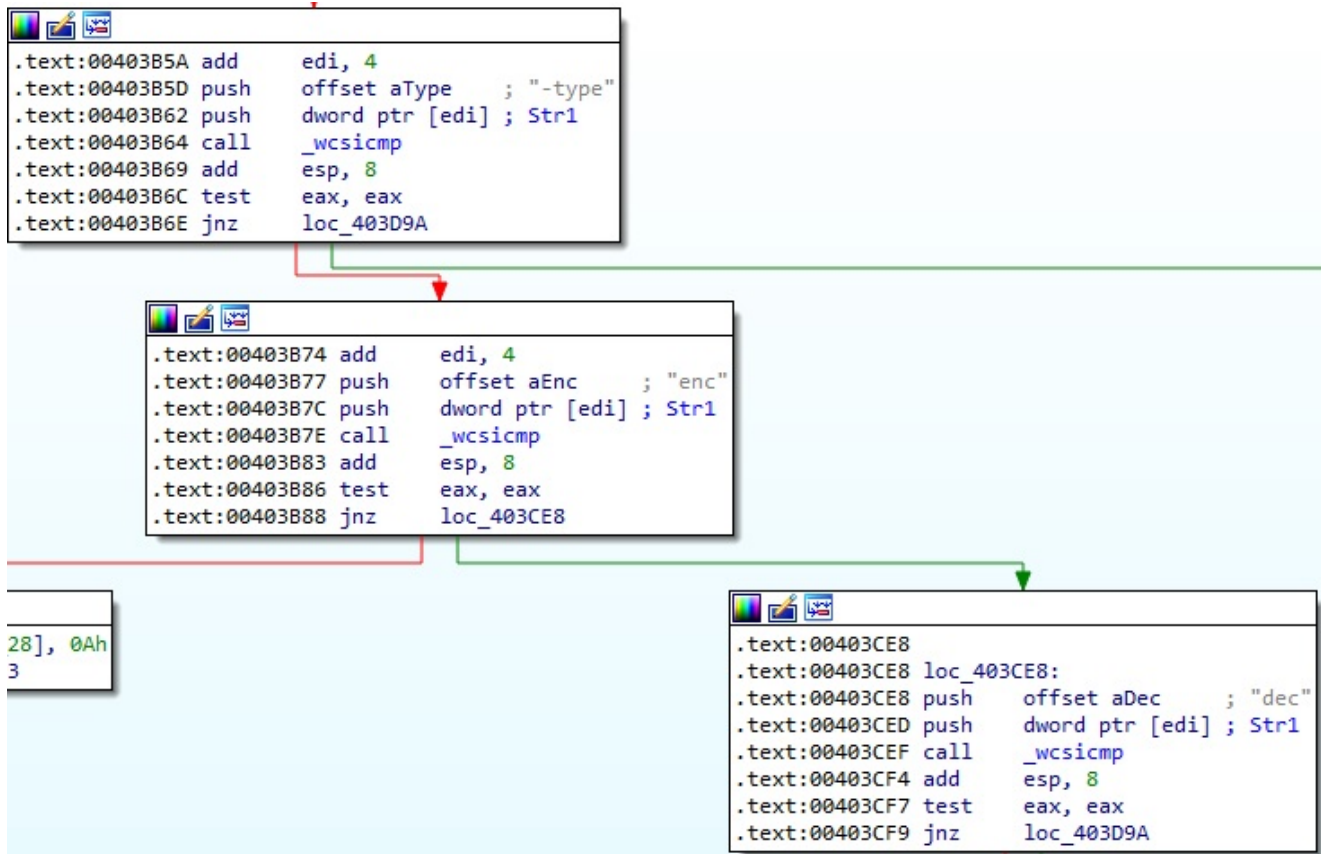 .text:00403B5A add edi, 4
.text:00403B5D push offset aType ; "-type"
.text:00403B62 push dword ptr [edi] ; Str1
.text:00403B64 call _wcsicmp
.text:00403B69 add esp, 8
.text:00403B6C test eax, eax
.text:00403B6E jnz loc_403D9A
.text:00403B74 add edi, 4
.text:00403B77 push offset aEnc ; "enc"
.text:00403B7C push dword ptr [edi] ; Str1
.text:00403B7E call _wcsicmp
.text:00403B83 add esp, 8
.text:00403B86 test eax, eax
.text:00403B88 jnz loc_403CE8
28], 0Ah
3
.text:00403CE8
.text:00403CE8 loc_403CE8:
.text:00403CE8 push offset aDec ; "dec"
.text:00403CED push dword ptr [edi] ; Str1
.text:00403CEF call _wcsicmp
.text:00403CF4 add esp, 8
.text:00403CF7 test eax, eax
.text:00403CF9 jnz loc_403D9A